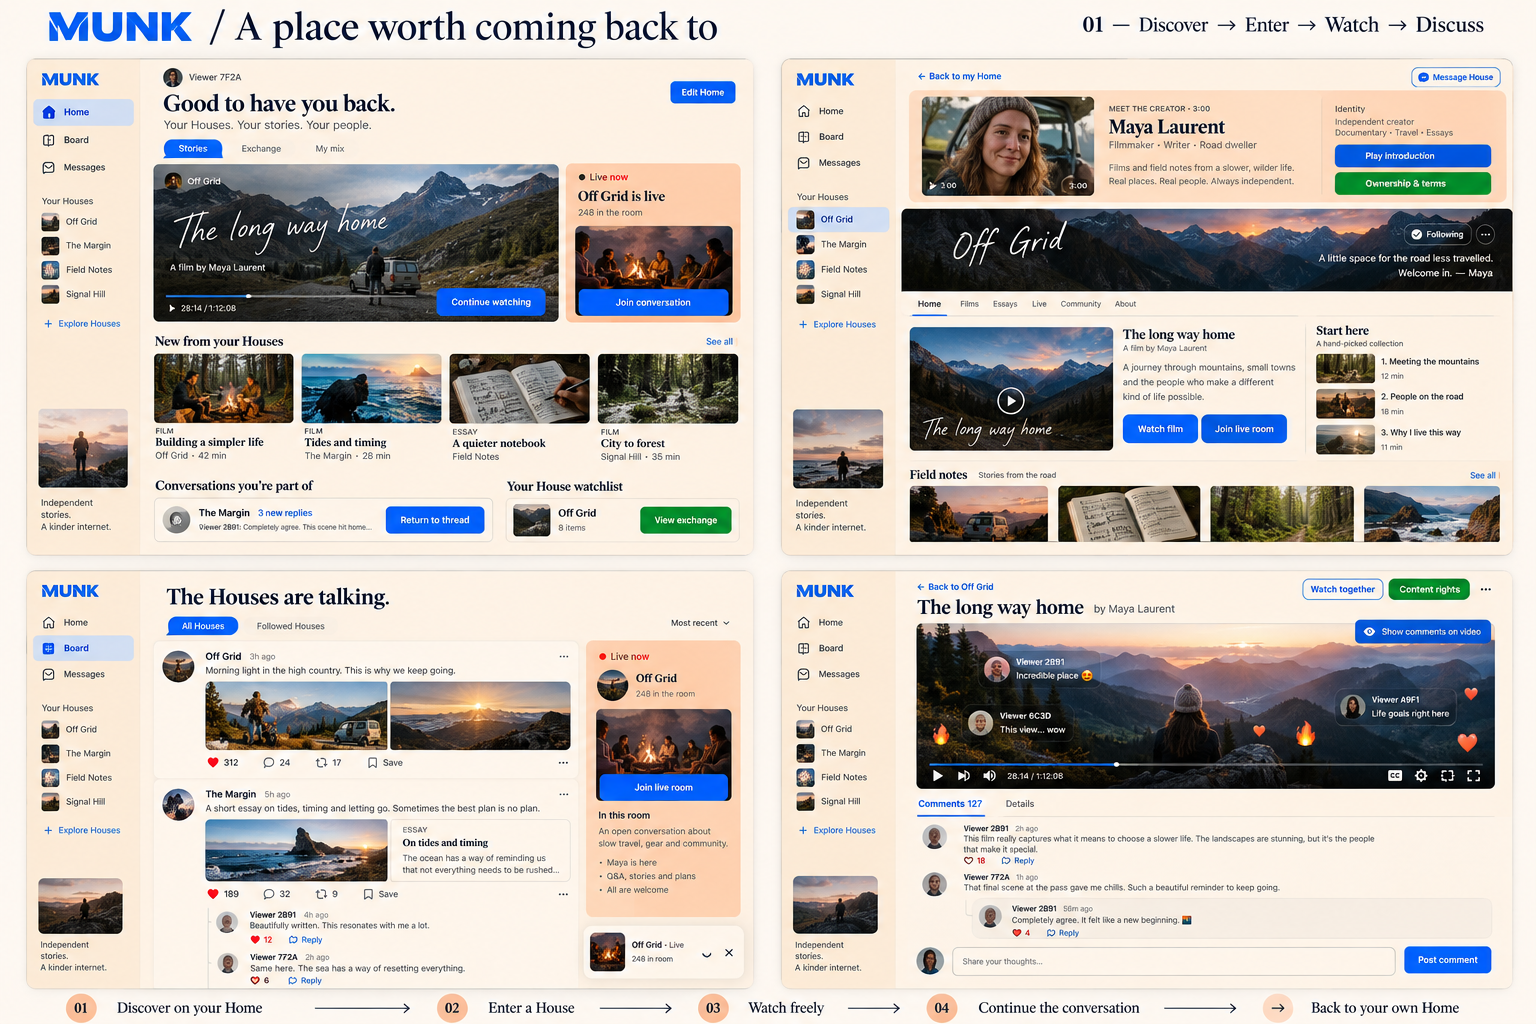 MUNK / A place worth coming back to
01 — Discover → Enter → Watch → Discuss
MUNK
Home
Board
Messages
Your Houses
Off Grid
The Margin
Field Notes
Signal Hill
+ Explore Houses
Independent
stories.
A kinder internet.
Viewer 7F2A
Good to have you back.
Your Houses. Your stories. Your people.
Edit Home
Stories
Exchange
My mix
Off Grid
The long way home
A film by Maya Laurent
28:14 / 1:12:08
Continue watching
Live now
Off Grid is live
248 in the room
Join conversation
New from your Houses
See all
FILM
Building a simpler life
Off Grid • 42 min
FILM
Tides and timing
The Margin • 28 min
ESSAY
A quieter notebook
Field Notes
FILM
City to forest
Signal Hill • 35 min
Conversations you're part of
The Margin 3 new replies
Viewer 2B91: Completely agree. This scene hit home...
Return to thread
Your House watchlist
Off Grid
8 items
View exchange
MUNK
Home
Board
Messages
Your Houses
Off Grid
The Margin
Field Notes
Signal Hill
+ Explore Houses
Independent
stories.
A kinder internet.
← Back to my Home
Message House
3:00
3:00
MEET THE CREATOR • 3:00
Maya Laurent
Filmmaker • Writer • Road dweller
Films and field notes from a slower, wilder life.
Real places. Real people. Always independent.
Identity
Independent creator
Documentary • Travel • Essays
Play introduction
Ownership & terms
Off Grid
Following
A little space for the road less travelled.
Welcome in. — Maya
Home
Films
Essays
Live
Community
About
The long way home
The long way home
A film by Maya Laurent
A journey through mountains, small towns
and the people who make a different
kind of life possible.
Watch film
Join live room
Start here
A hand-picked collection
1. Meeting the mountains
12 min
2. People on the road
18 min
3. Why I live this way
11 min
Field notes Stories from the road
See all
MUNK
Home
Board
Messages
Your Houses
Off Grid
The Margin
Field Notes
Signal Hill
+ Explore Houses
Independent
stories.
A kinder internet.
The Houses are talking.
All Houses
Followed Houses
Most recent
Off Grid 3h ago
Morning light in the high country. This is why we keep going.
312
24
17
Save
The Margin 5h ago
A short essay on tides, timing and letting go. Sometimes the best plan is no plan.
ESSAY
On tides and timing
The ocean has a way of reminding us
that not everything needs to be rushed...
189
32
9
Save
Viewer 2B91 4h ago
Beautifully written. This resonates with me a lot.
12
Reply
Viewer 772A 2h ago
Same here. The sea has a way of resetting everything.
6
Reply
Live now
Off Grid
248 in the room
Join live room
In this room
An open conversation about
slow travel, gear and community.
• Maya is here
• Q&A, stories and plans
• All are welcome
Off Grid • Live
248 in room
MUNK
Home
Board
Messages
Your Houses
Off Grid
The Margin
Field Notes
Signal Hill
+ Explore Houses
Independent
stories.
A kinder internet.
← Back to Off Grid
The long way home by Maya Laurent
Watch together
Content rights
Show comments on video
Viewer 2B91
Incredible place 🤩
Viewer 6C3D
This view... wow
Viewer A9F1
Life goals right here
28:14 / 1:12:08
CC
Comments 127
Details
Viewer 2B91 2h ago
This film really captures what it means to choose a slower life. The landscapes are stunning, but it's the people
that make it special.
18
Reply
Viewer 772A 1h ago
That final scene at the pass gave me chills. Such a beautiful reminder to keep going.
Viewer 2B91 56m ago
Completely agree. It felt like a new beginning. 🌄
4
Reply
Share your thoughts...
Post comment
01 Discover on your Home → 02 Enter a House → 03 Watch freely → 04 Continue the conversation → → Back to your own Home